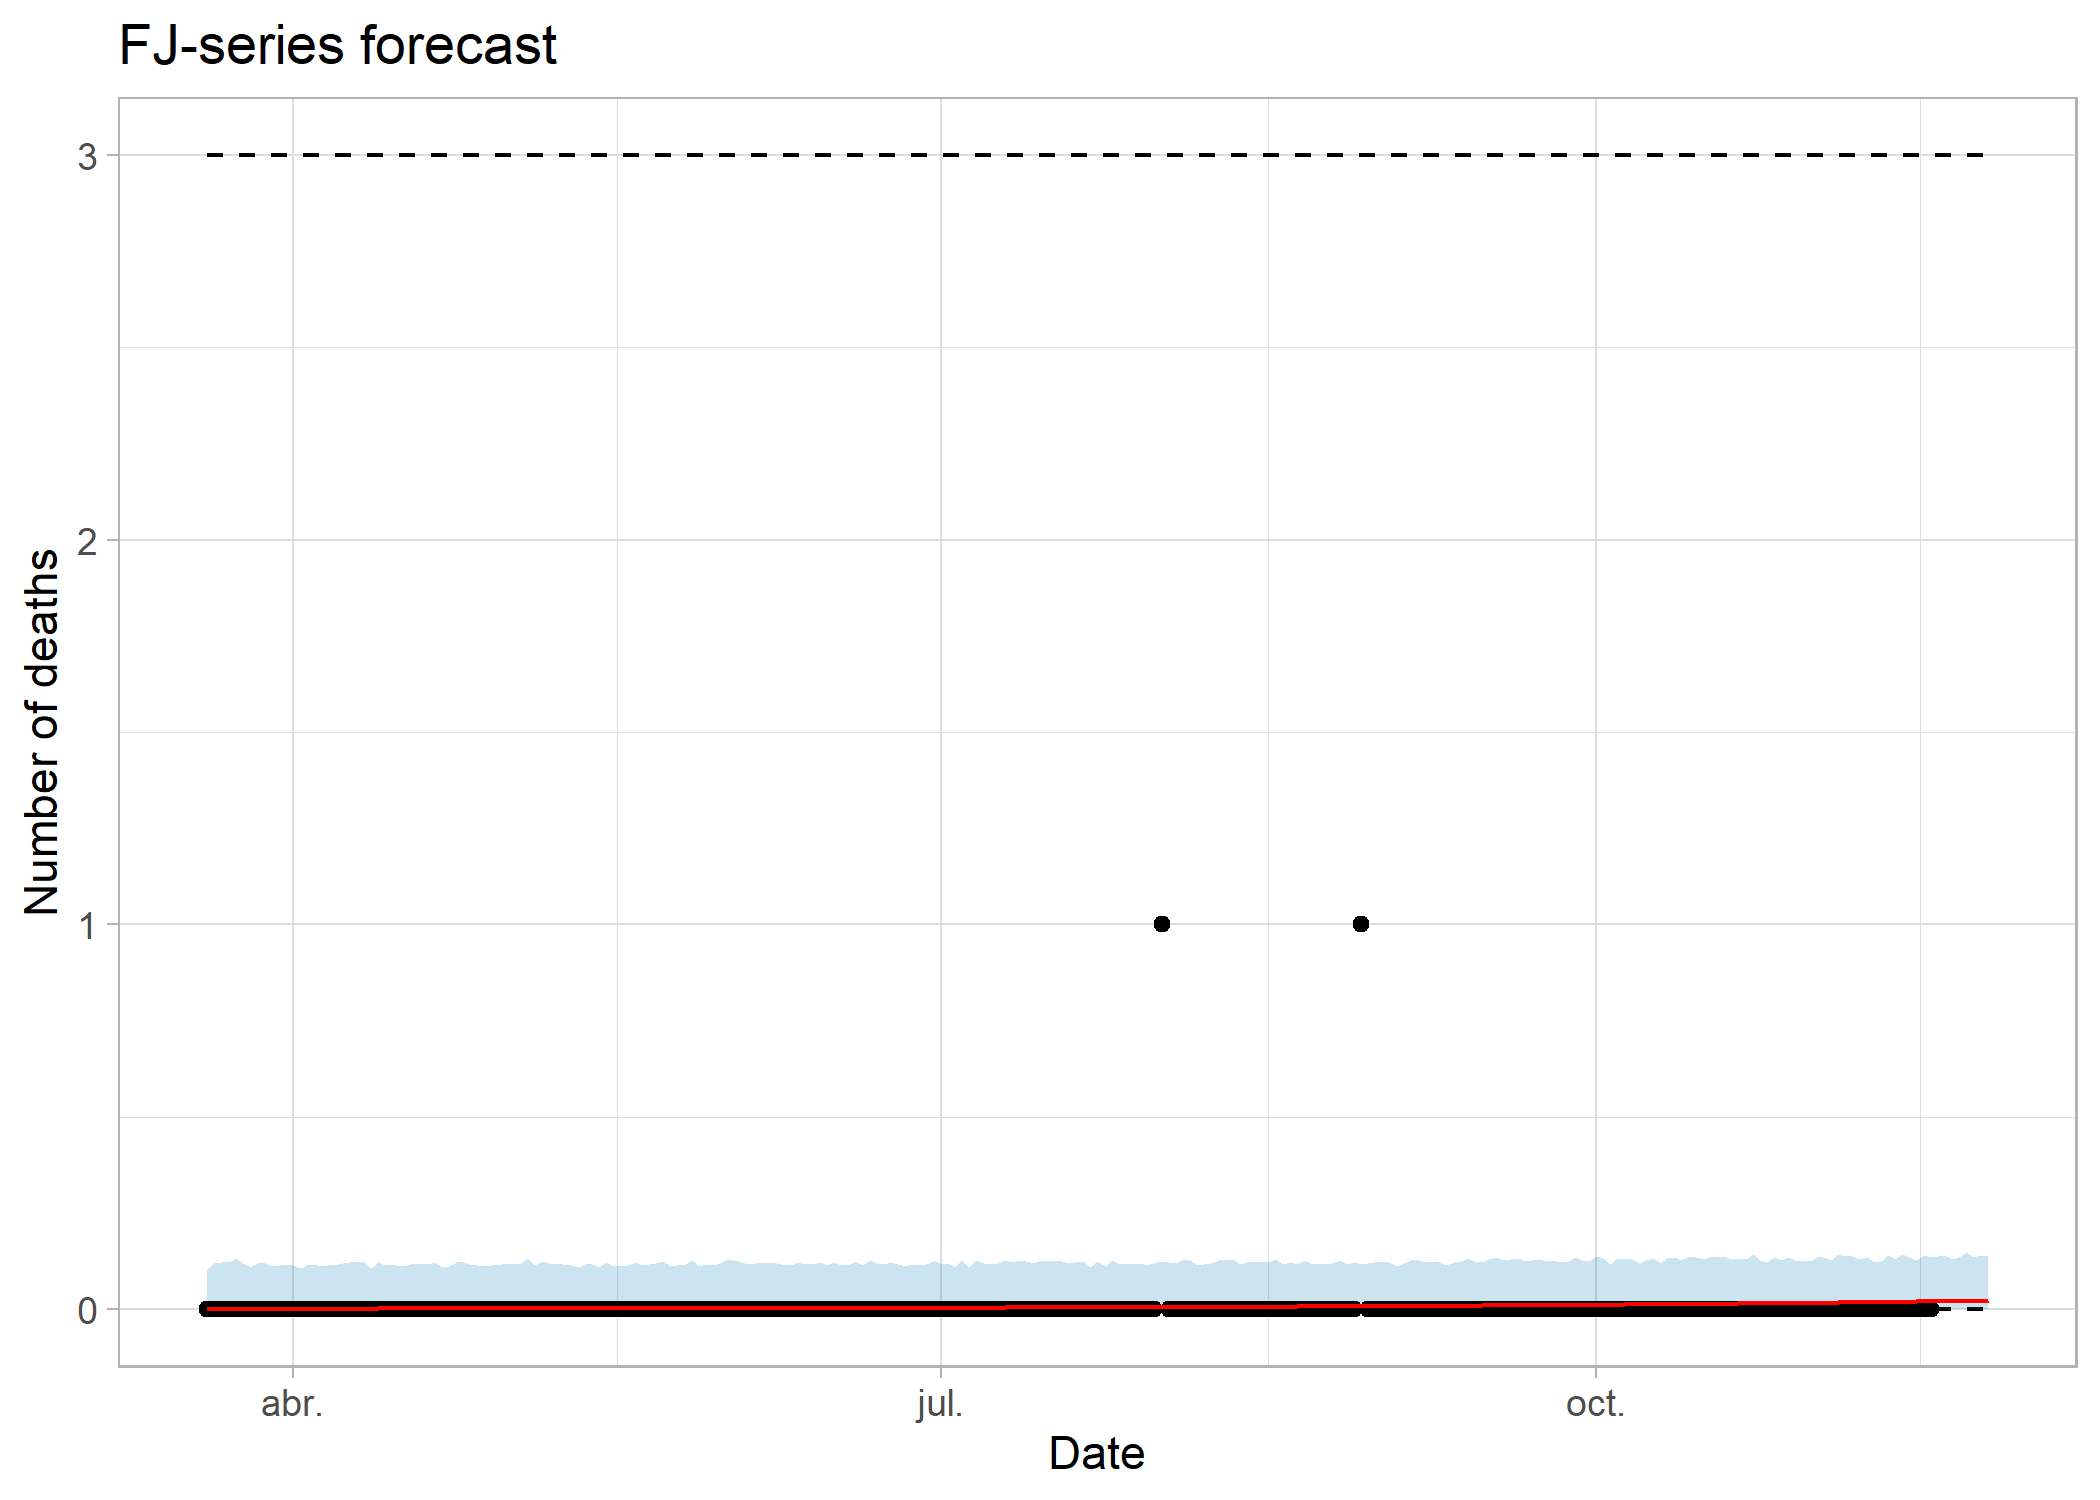 FJ-series forecast
Number of deaths
3
2
1
0
abr.
jul.
oct.
Date